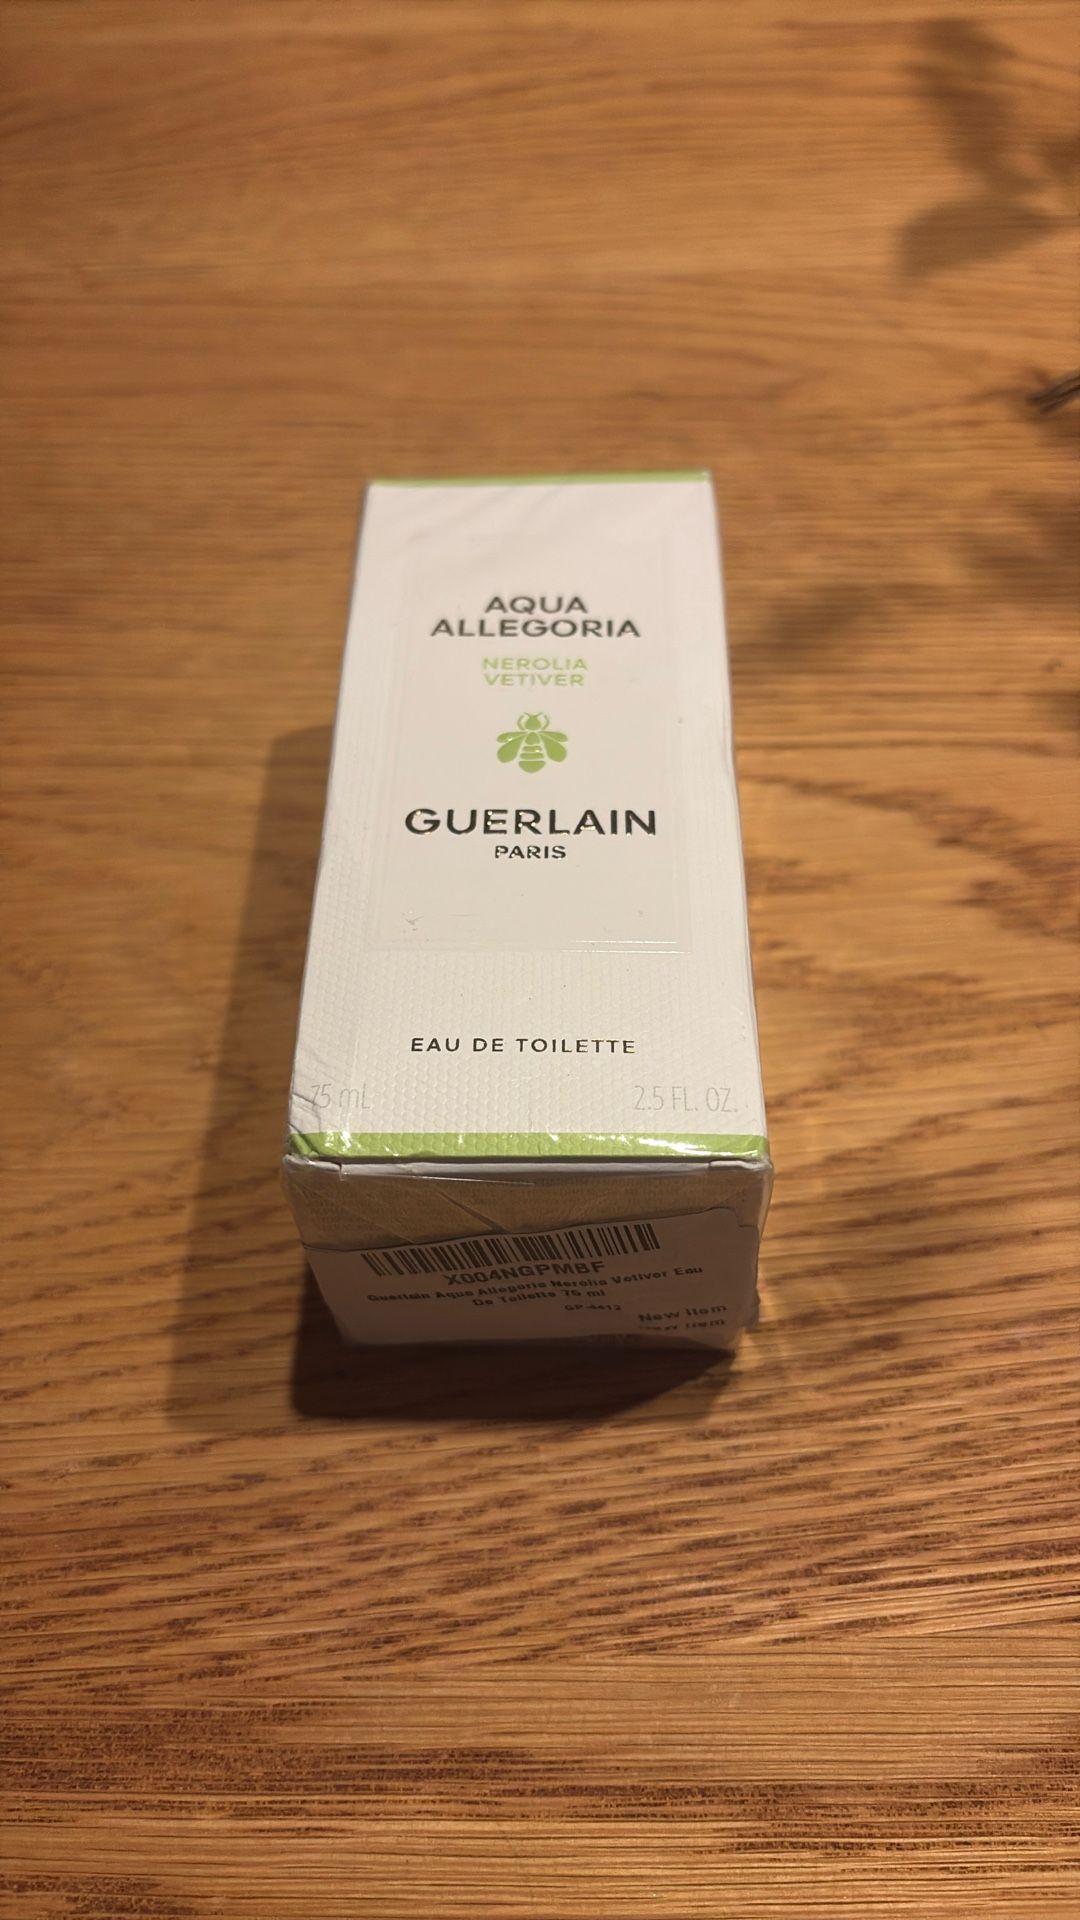 AQUA
ALLEGORIA
NEROLIA
VETIVER
GUERLAIN
PARIS
EAU DE TOILETTE
75 mL
2.5 FL. OZ.
X004NGPMBF
Guerlain Aqua Allegoria Nerolia Vetiver Eau
De Toilette 75 ml
New Item